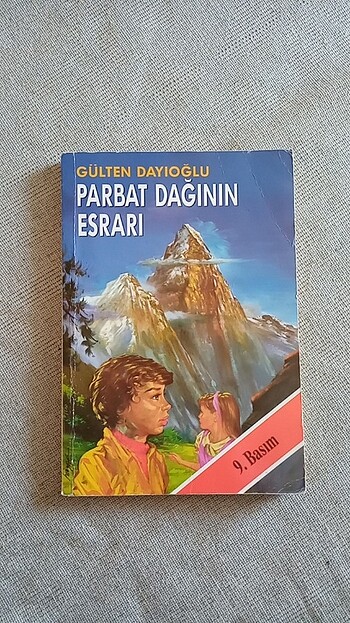 GÜLTEN DAYIOĞLU
PARBAT DAĞININ
ESRARI
9. Basım